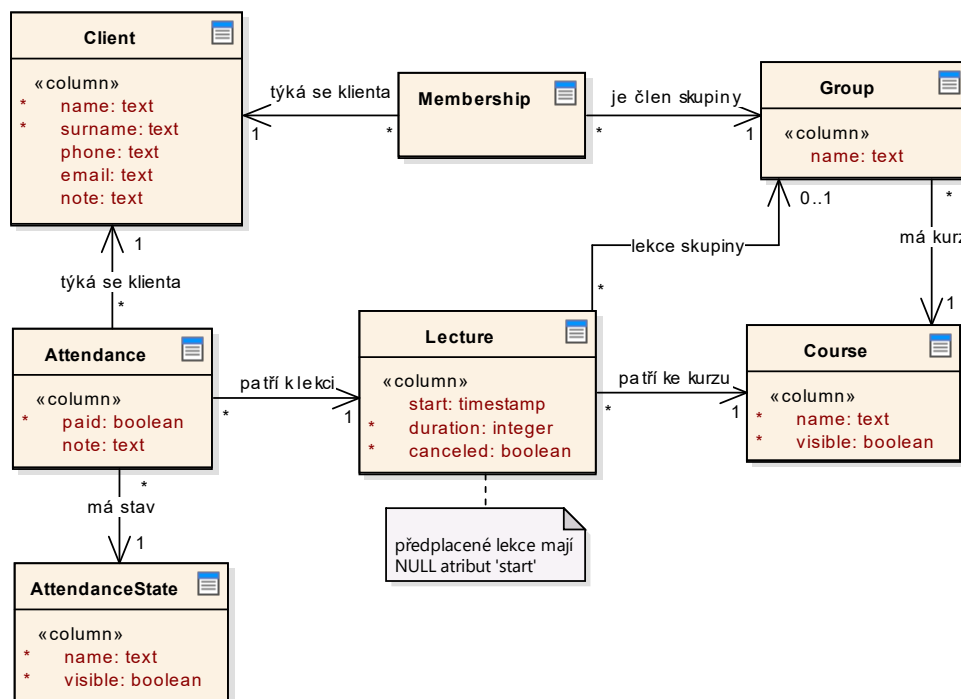 Client
«column»
* name: text
* surname: text
phone: text
email: text
note: text
týká se klienta
1
*
Membership
je člen skupiny
*
1
Group
«column»
name: text
0..1
lekce skupiny
*
*
má kurz
1
1
týká se klienta
*
Attendance
«column»
* paid: boolean
note: text
patří k lekci
*
1
Lecture
«column»
start: timestamp
* duration: integer
* canceled: boolean
patří ke kurzu
*
1
Course
«column»
* name: text
* visible: boolean
předplacené lekce mají
NULL atribut 'start'
*
má stav
1
AttendanceState
«column»
* name: text
* visible: boolean